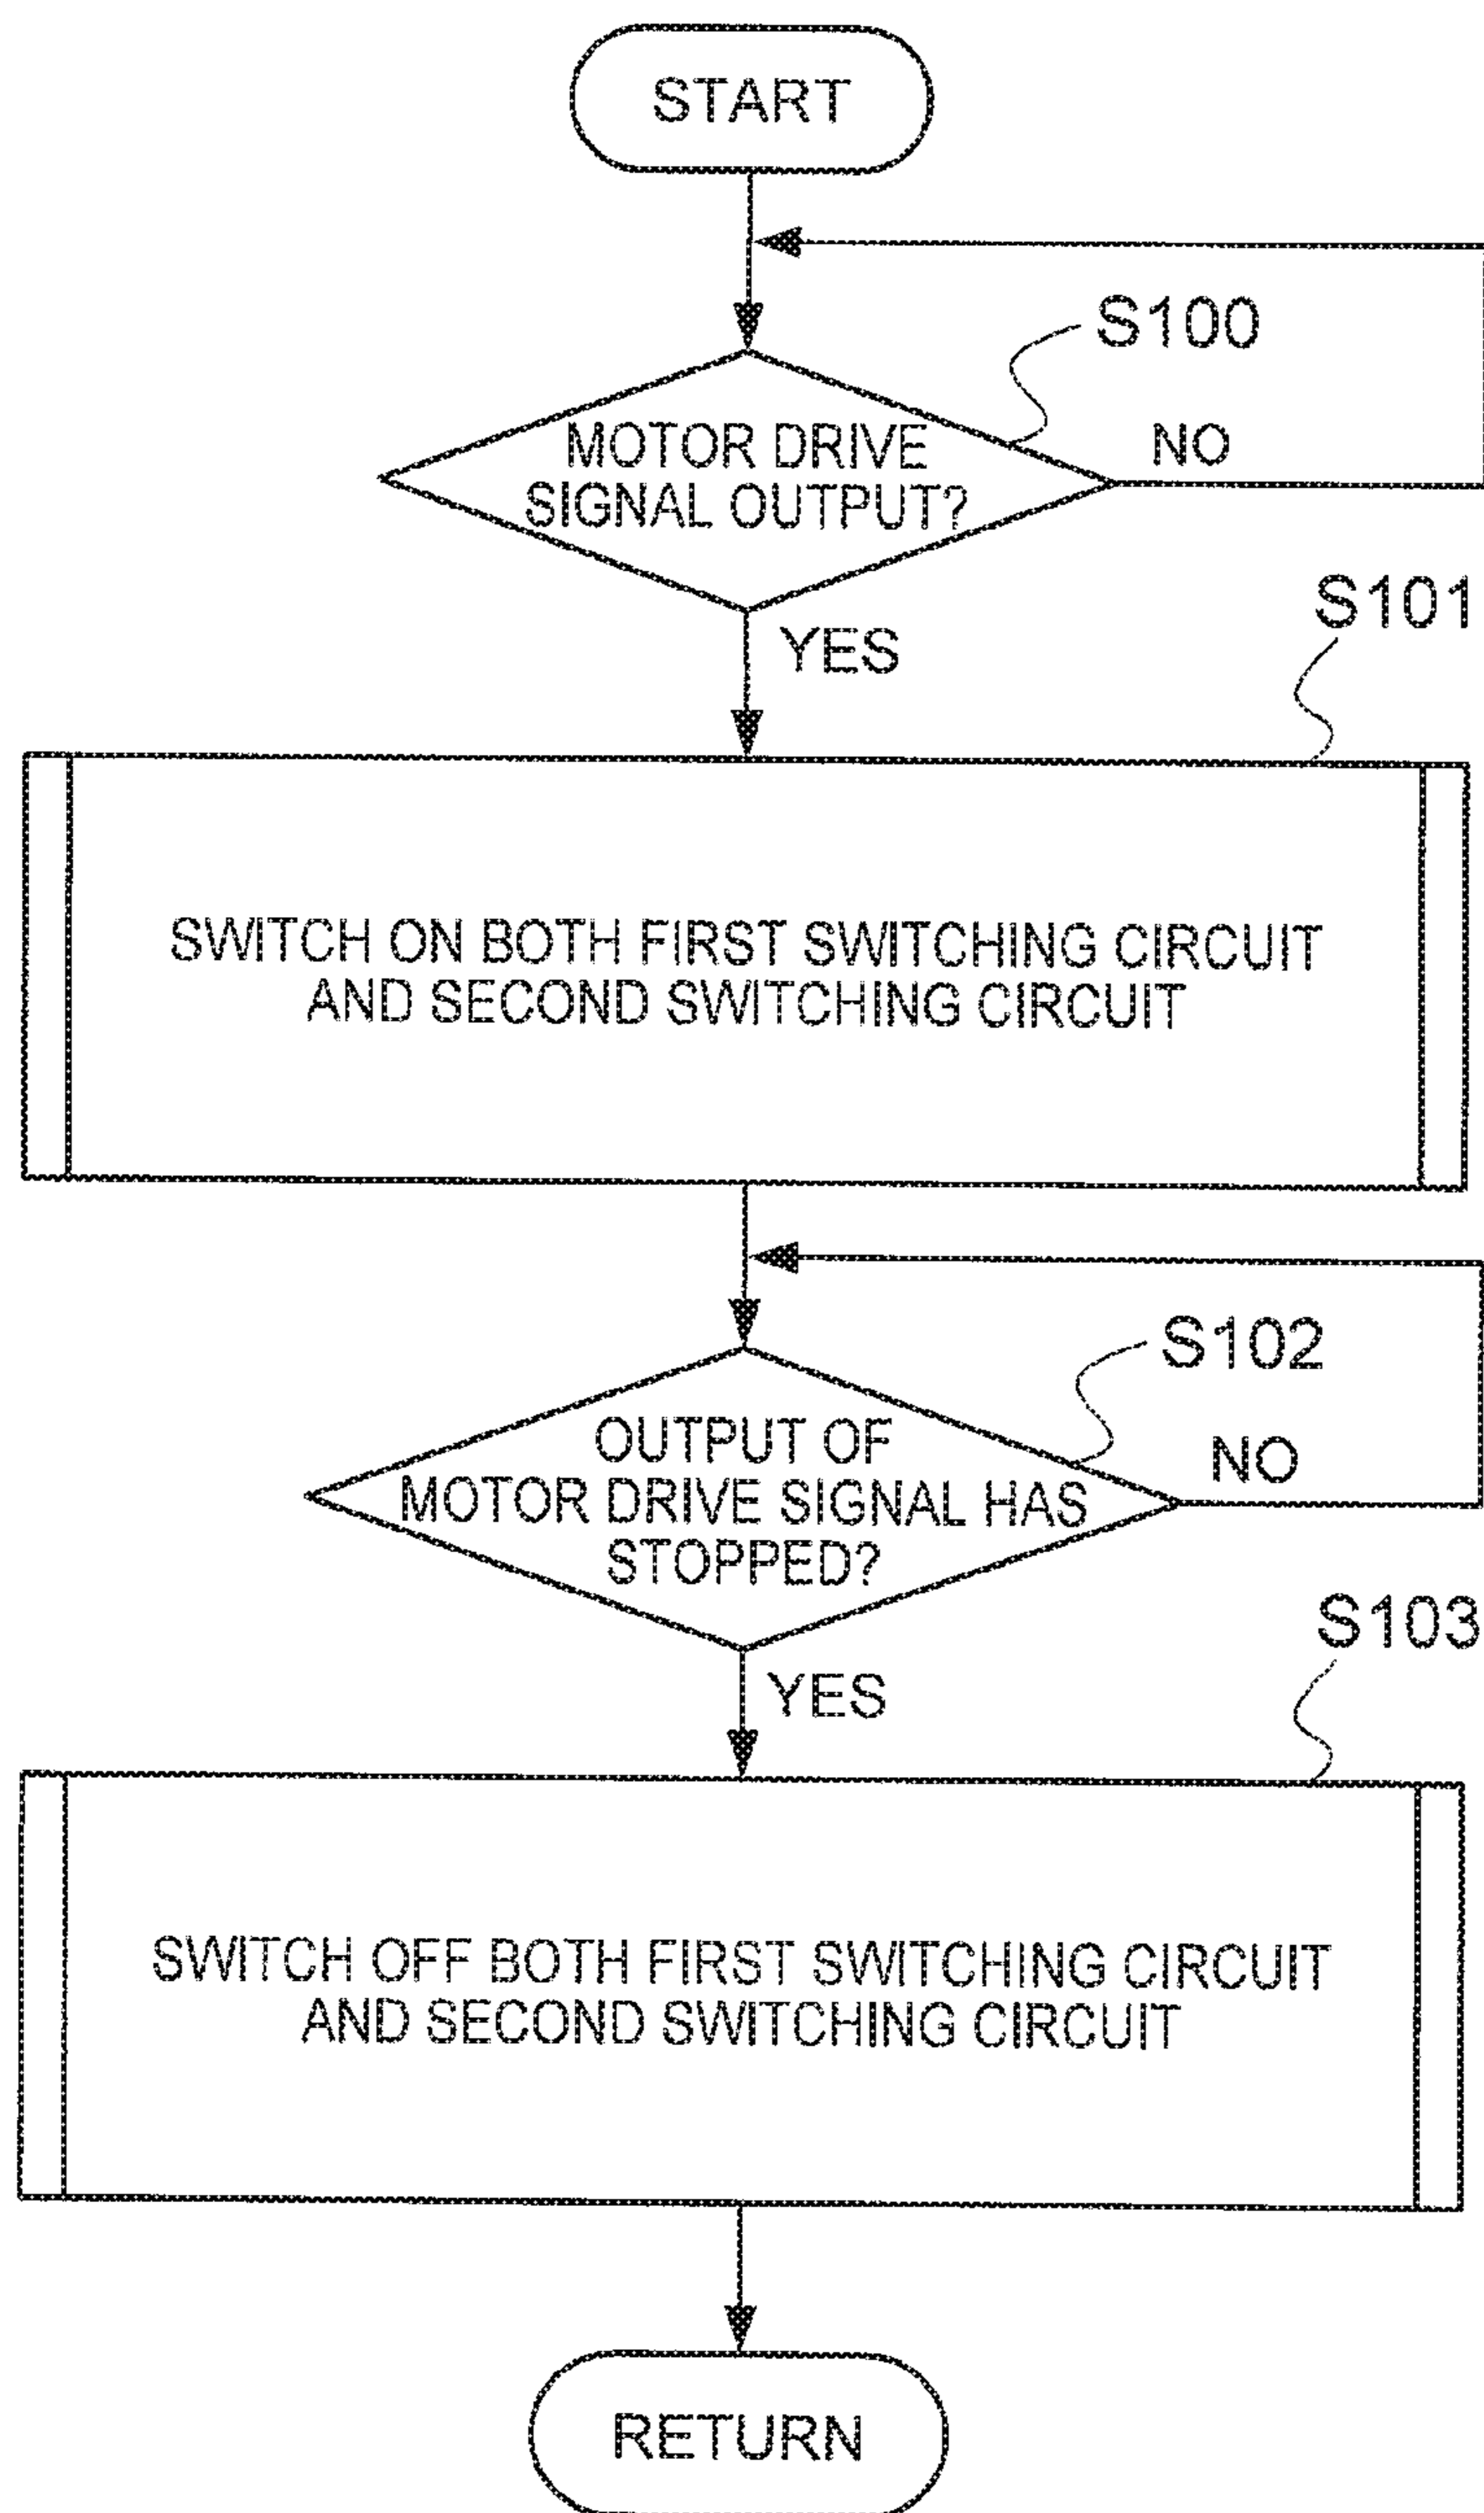 START
S100
MOTOR DRIVE
SIGNAL OUTPUT?
NO
YES
S101
SWITCH ON BOTH FIRST SWITCHING CIRCUIT
AND SECOND SWITCHING CIRCUIT
S102
OUTPUT OF
MOTOR DRIVE SIGNAL HAS
STOPPED?
NO
YES
S103
SWITCH OFF BOTH FIRST SWITCHING CIRCUIT
AND SECOND SWITCHING CIRCUIT
RETURN